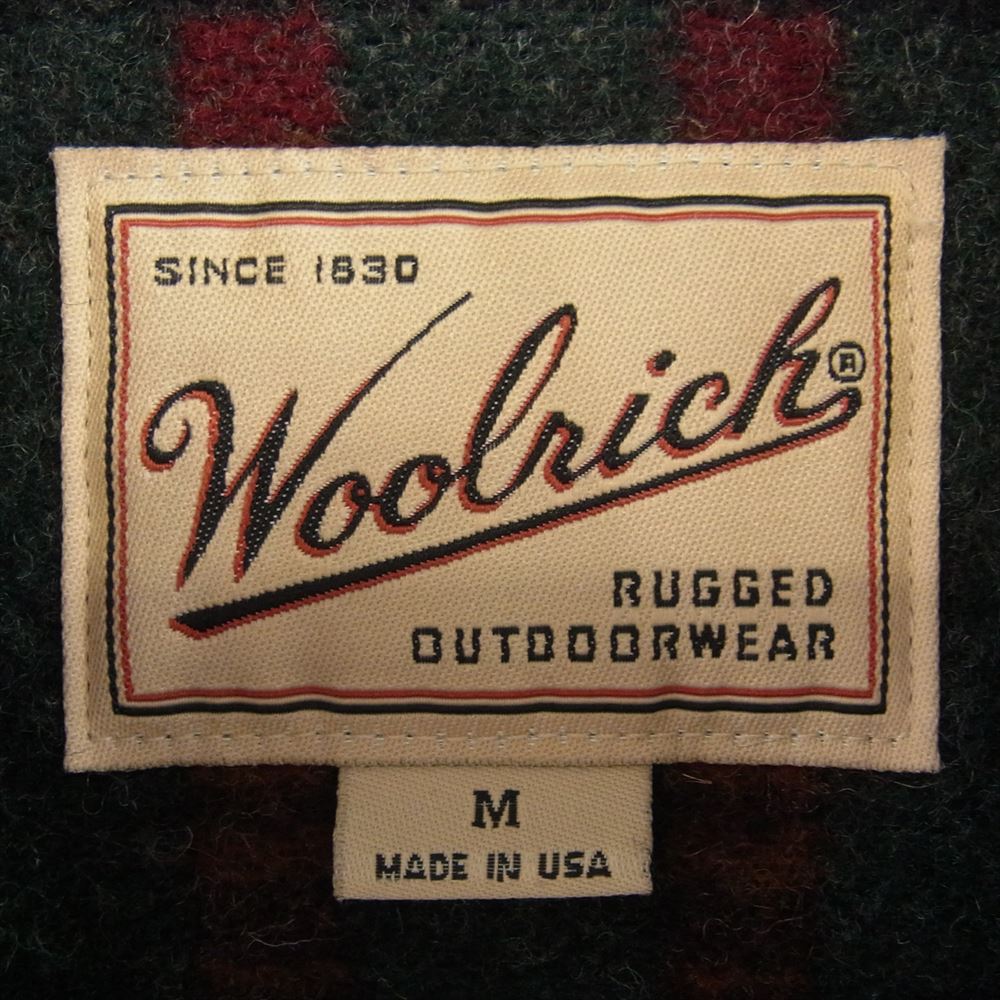 SINCE 1830
Woolrich®
RUGGED
OUTDOORWEAR
M
MADE IN USA